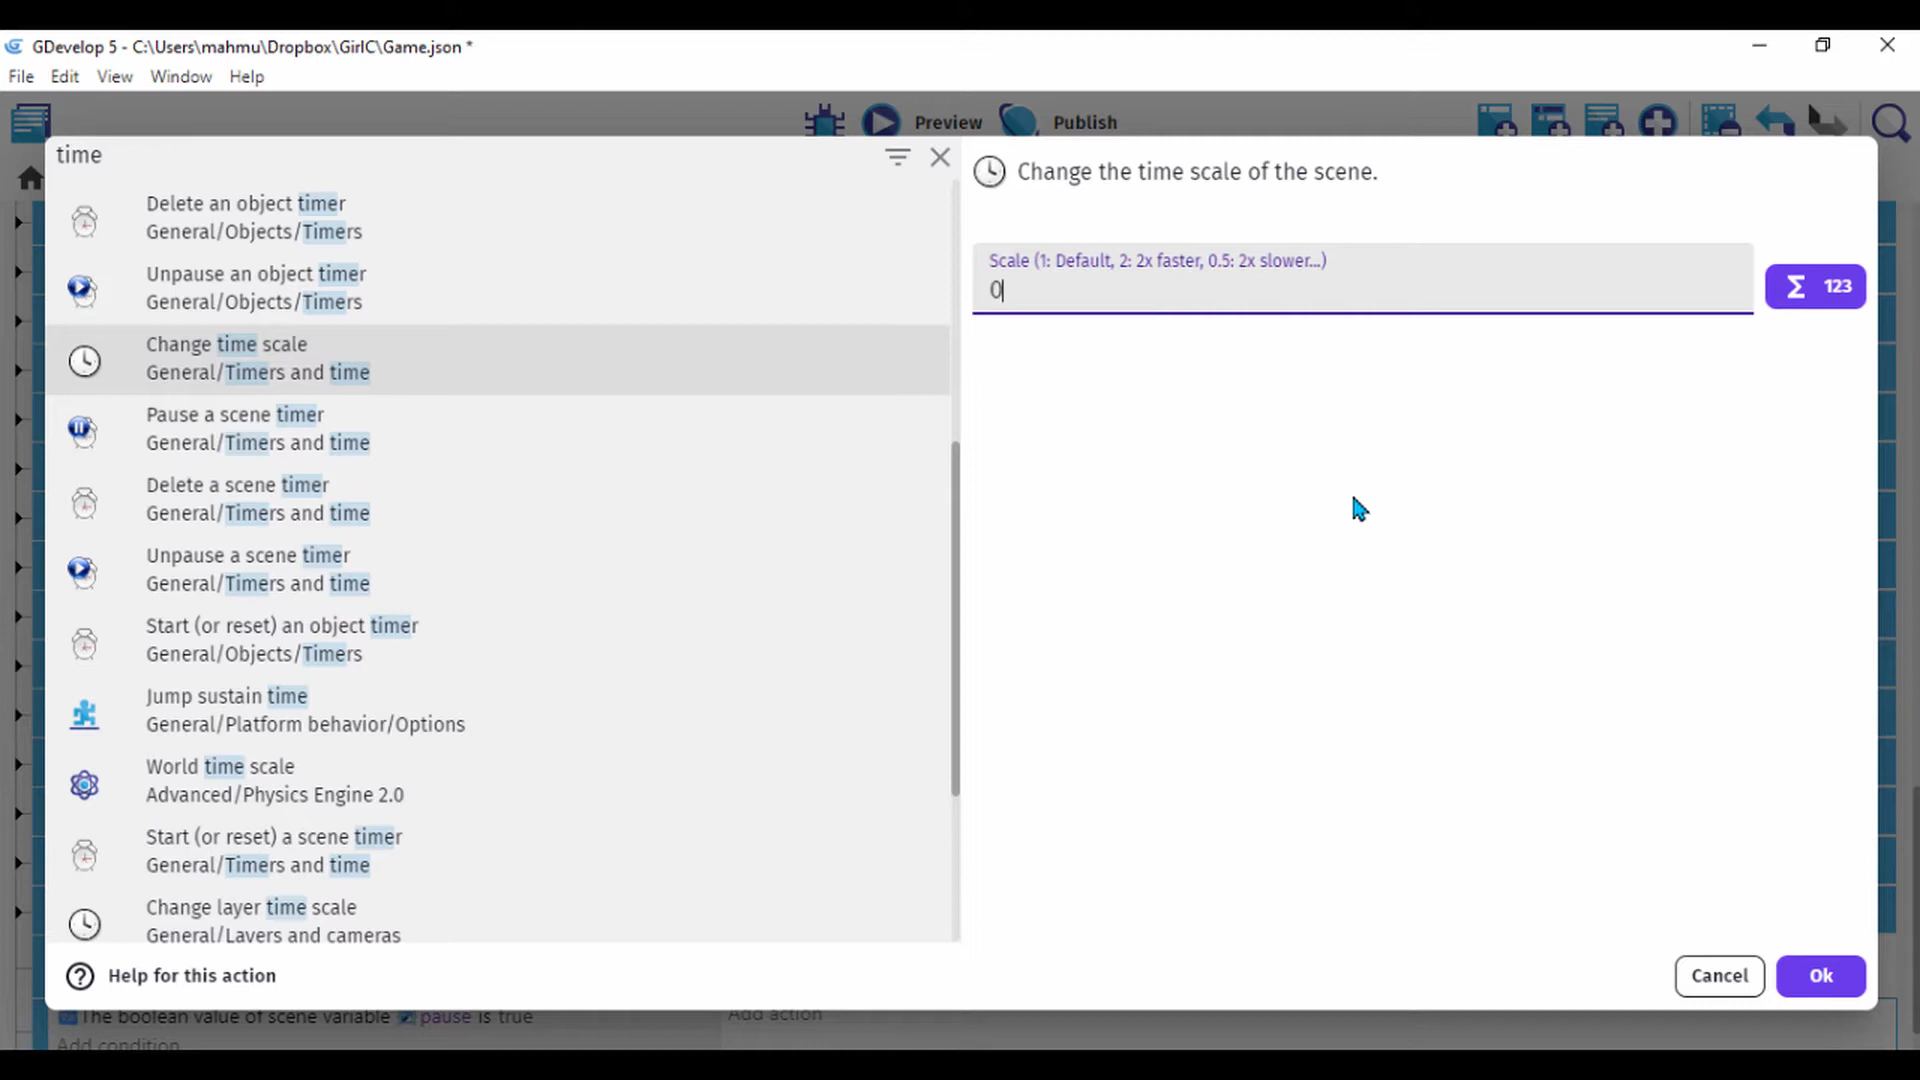 GDevelop 5 - C:\Users\mahmu\Dropbox\GirlC\Game.json *
File Edit View Window Help
Preview Publish
time
Delete an object timer
General/Objects/Timers
Unpause an object timer
General/Objects/Timers
Change time scale
General/Timers and time
Pause a scene timer
General/Timers and time
Delete a scene timer
General/Timers and time
Unpause a scene timer
General/Timers and time
Start (or reset) an object timer
General/Objects/Timers
Jump sustain time
General/Platform behavior/Options
World time scale
Advanced/Physics Engine 2.0
Start (or reset) a scene timer
General/Timers and time
Change layer time scale
General/Layers and cameras
Help for this action
Change the time scale of the scene.
Scale (1: Default, 2: 2x faster, 0.5: 2x slower...)
0
Σ 123
Cancel Ok
The boolean value of scene variable pause is true
Add action
Add condition